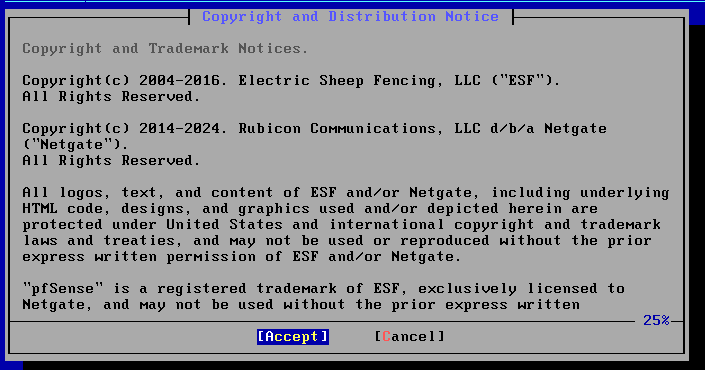 Copyright and Distribution Notice
Copyright and Trademark Notices.
Copyright(c) 2004-2016. Electric Sheep Fencing, LLC ("ESF").
All Rights Reserved.
Copyright(c) 2014-2024. Rubicon Communications, LLC d/b/a Netgate
("Netgate").
All Rights Reserved.
All logos, text, and content of ESF and/or Netgate, including underlying
HTML code, designs, and graphics used and/or depicted herein are
protected under United States and international copyright and trademark
laws and treaties, and may not be used or reproduced without the prior
express written permission of ESF and/or Netgate.
"pfSense" is a registered trademark of ESF, exclusively licensed to
Netgate, and may not be used without the prior express written
25%
[Accept] [Cancel]